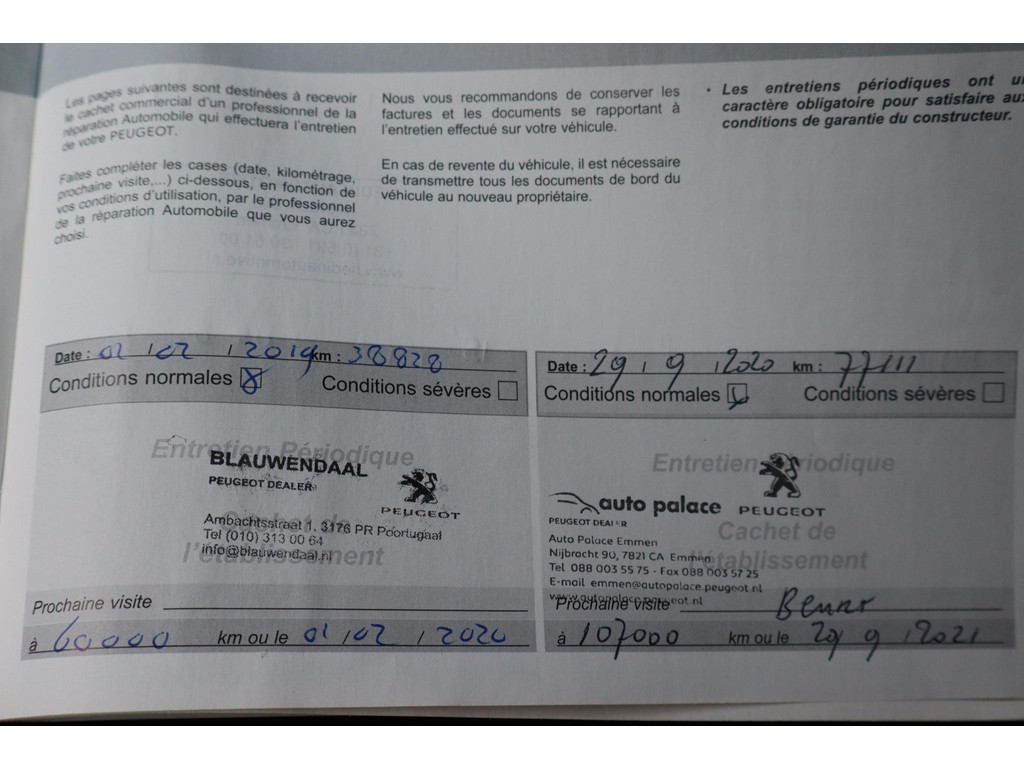 Les pages suivantes sont destinées à recevoir
le cachet commercial d'un professionnel de la
réparation Automobile qui effectuera l'entretien
de votre PEUGEOT.
Faites compléter les cases (date, kilométrage,
prochaine visite,...) ci-dessous, en fonction de
vos conditions d'utilisation, par le professionnel
de la réparation Automobile que vous aurez
choisi.
Nous vous recommandons de conserver les
factures et les documents se rapportant à
l'entretien effectué sur votre véhicule.
En cas de revente du véhicule, il est nécessaire
de transmettre tous les documents de bord du
véhicule au nouveau propriétaire.
• Les entretiens périodiques ont un
caractère obligatoire pour satisfaire aux
conditions de garantie du constructeur.
Date : 02 / 02 / 2019 km : 38828
Conditions normales Conditions sévères
Entretien Périodique
BLAUWENDAAL
PEUGEOT DEALER
PEUGEOT
Cachet de
Ambachtsstraat 1, 3176 PR Poortugaal
Tel (010) 313 00 64
info@blauwendaal.nl
l'établissement
Prochaine visite
à 60000 km ou le 01 / 02 / 2020
Date : 29 / 9 / 2020 km : 77111
Conditions normales Conditions sévères
Entretien Périodique
auto palace PEUGEOT
PEUGEOT DEALER
Cachet de
Auto Palace Emmen
Nijbracht 90, 7821 CA Emmen
l'établissement
Tel 088 003 55 75 - Fax 088 003 57 25
E-mail emmen@autopalace.peugeot.nl
www.autopalace.peugeot.nl
Prochaine visite
à 107000 km ou le 29 / 9 / 2021